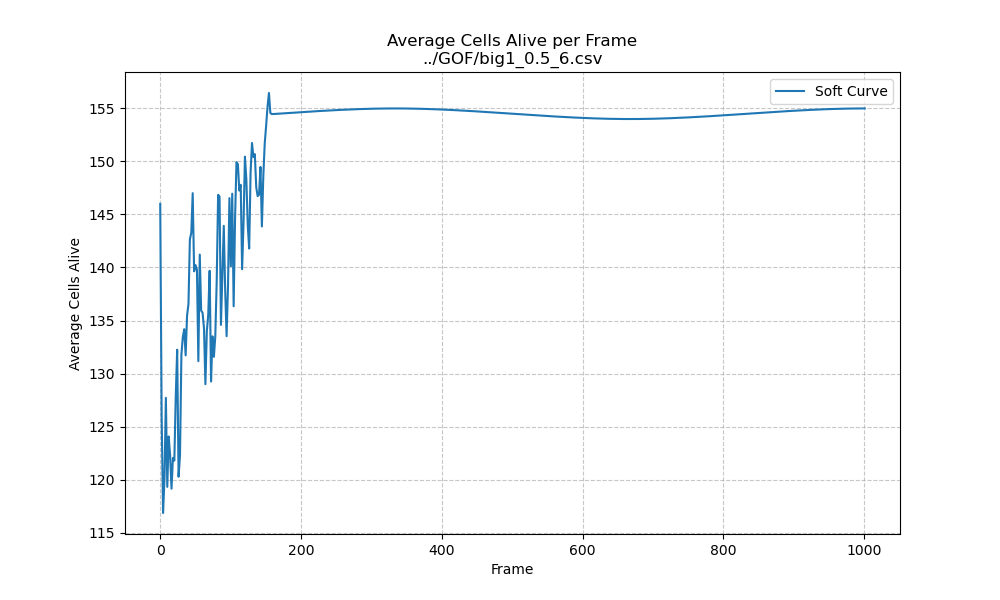 Average Cells Alive per Frame
../GOF/big1_0.5_6.csv
Soft Curve
155
150
145
140
135
130
125
120
115
Average Cells Alive
0 200 400 600 800 1000
Frame